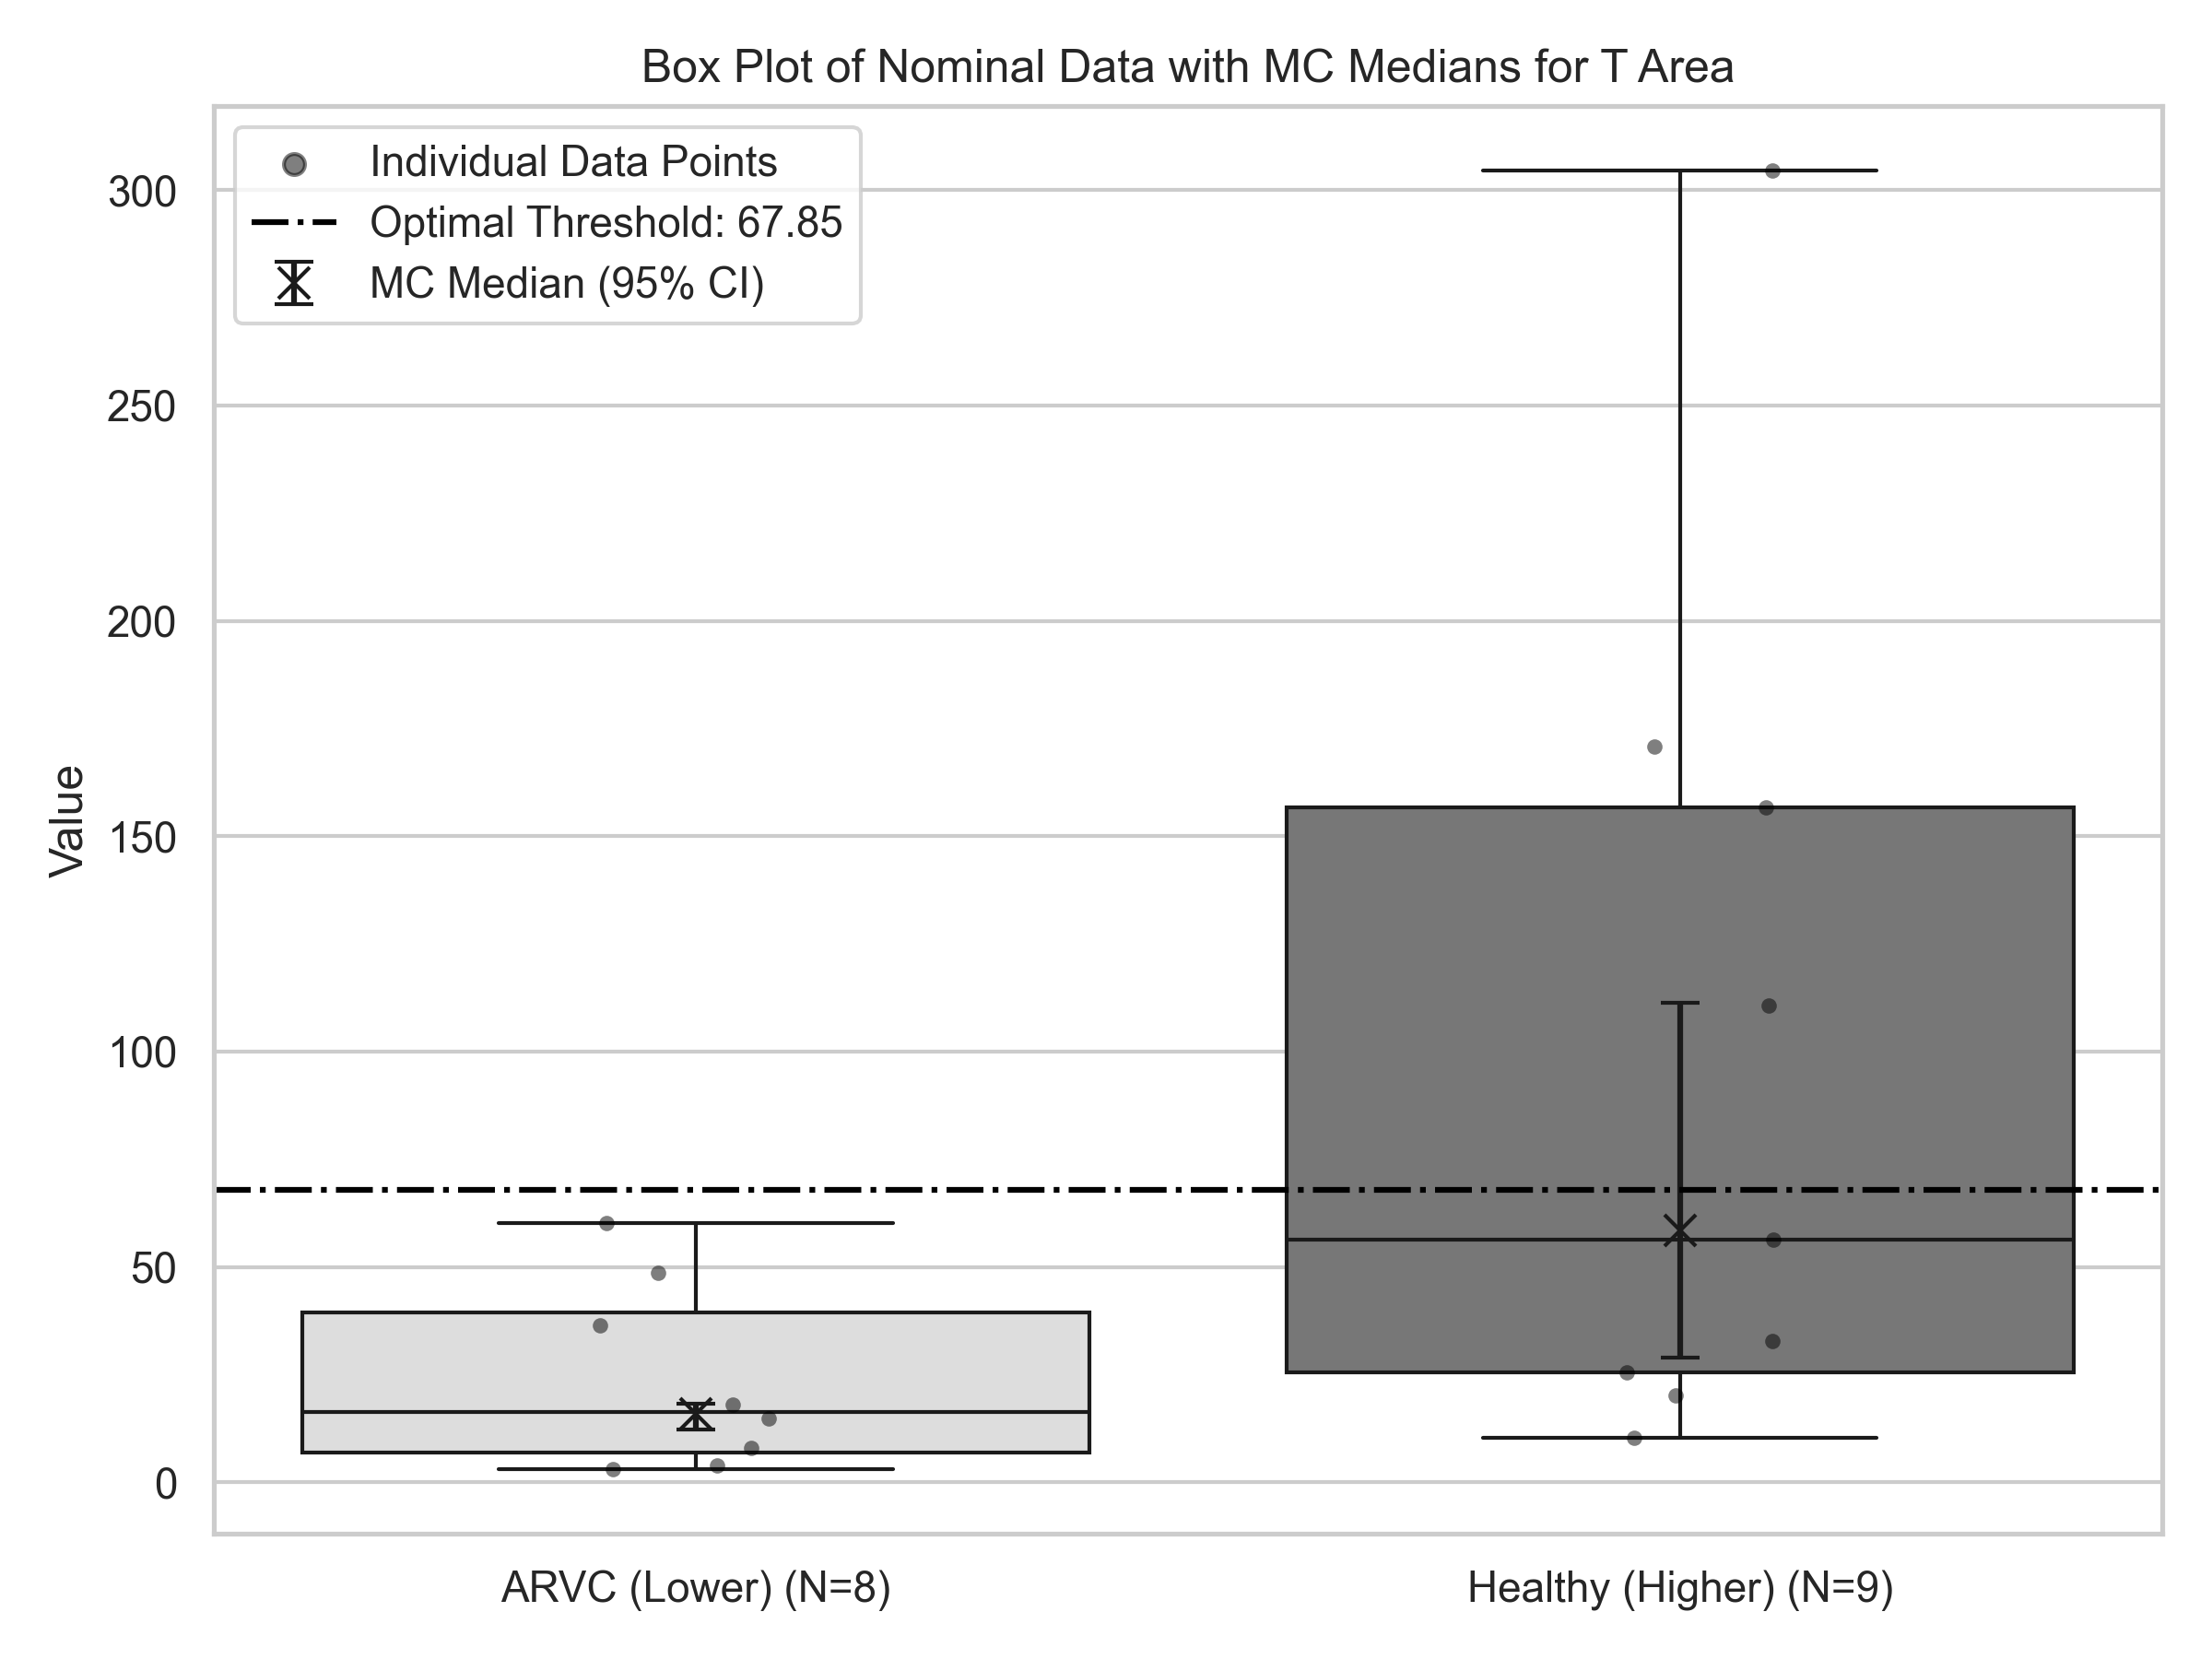 Box Plot of Nominal Data with MC Medians for T Area
Individual Data Points
Optimal Threshold: 67.85
MC Median (95% CI)
Value
300
250
200
150
100
50
0
ARVC (Lower) (N=8)
Healthy (Higher) (N=9)